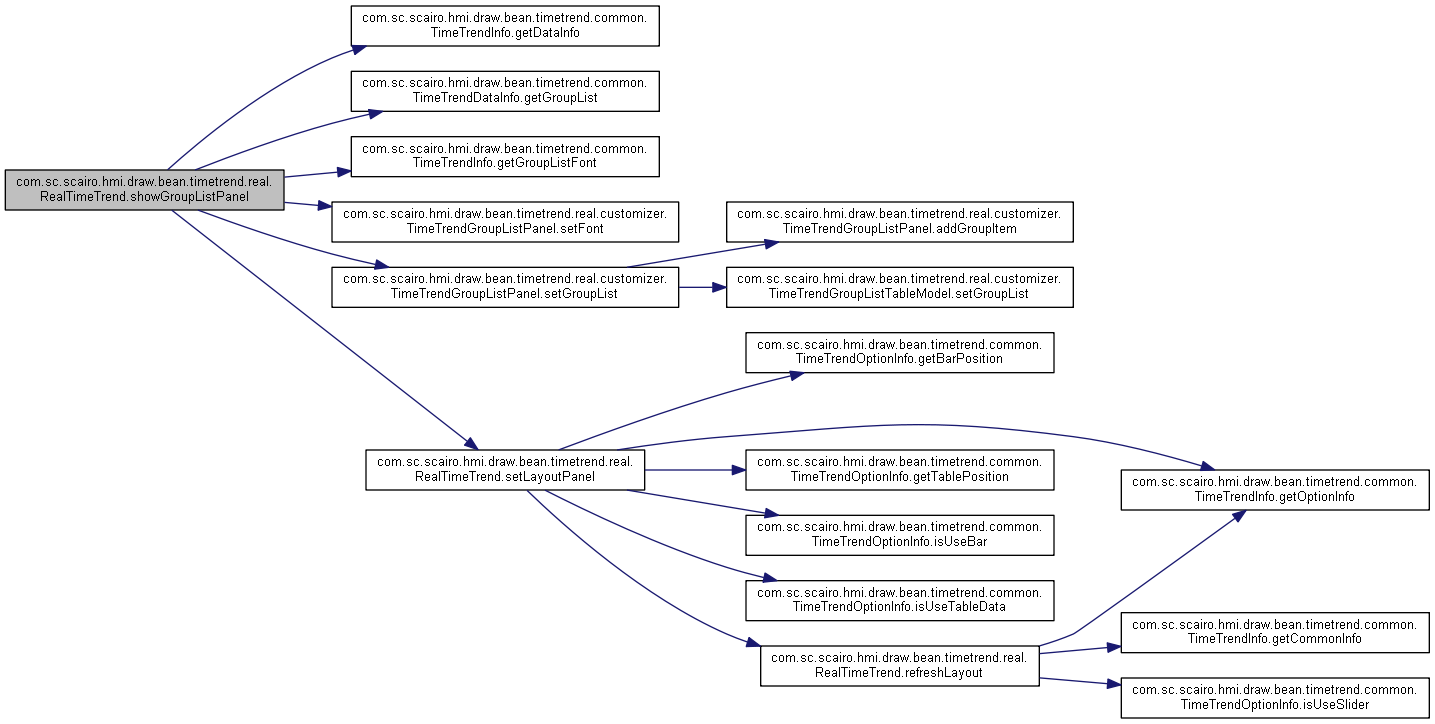 com.sc.scairo.hmi.draw.bean.timetrend.real.
RealTimeTrend.showGroupListPanel
com.sc.scairo.hmi.draw.bean.timetrend.common.
TimeTrendInfo.getDataInfo
com.sc.scairo.hmi.draw.bean.timetrend.common.
TimeTrendDataInfo.getGroupList
com.sc.scairo.hmi.draw.bean.timetrend.common.
TimeTrendInfo.getGroupListFont
com.sc.scairo.hmi.draw.bean.timetrend.real.customizer.
TimeTrendGroupListPanel.setFont
com.sc.scairo.hmi.draw.bean.timetrend.real.customizer.
TimeTrendGroupListPanel.setGroupList
com.sc.scairo.hmi.draw.bean.timetrend.real.
RealTimeTrend.setLayoutPanel
com.sc.scairo.hmi.draw.bean.timetrend.real.customizer.
TimeTrendGroupListPanel.addGroupItem
com.sc.scairo.hmi.draw.bean.timetrend.real.customizer.
TimeTrendGroupListTableModel.setGroupList
com.sc.scairo.hmi.draw.bean.timetrend.common.
TimeTrendOptionInfo.getBarPosition
com.sc.scairo.hmi.draw.bean.timetrend.common.
TimeTrendOptionInfo.getTablePosition
com.sc.scairo.hmi.draw.bean.timetrend.common.
TimeTrendOptionInfo.isUseBar
com.sc.scairo.hmi.draw.bean.timetrend.common.
TimeTrendOptionInfo.isUseTableData
com.sc.scairo.hmi.draw.bean.timetrend.real.
RealTimeTrend.refreshLayout
com.sc.scairo.hmi.draw.bean.timetrend.common.
TimeTrendInfo.getOptionInfo
com.sc.scairo.hmi.draw.bean.timetrend.common.
TimeTrendInfo.getCommonInfo
com.sc.scairo.hmi.draw.bean.timetrend.common.
TimeTrendOptionInfo.isUseSlider